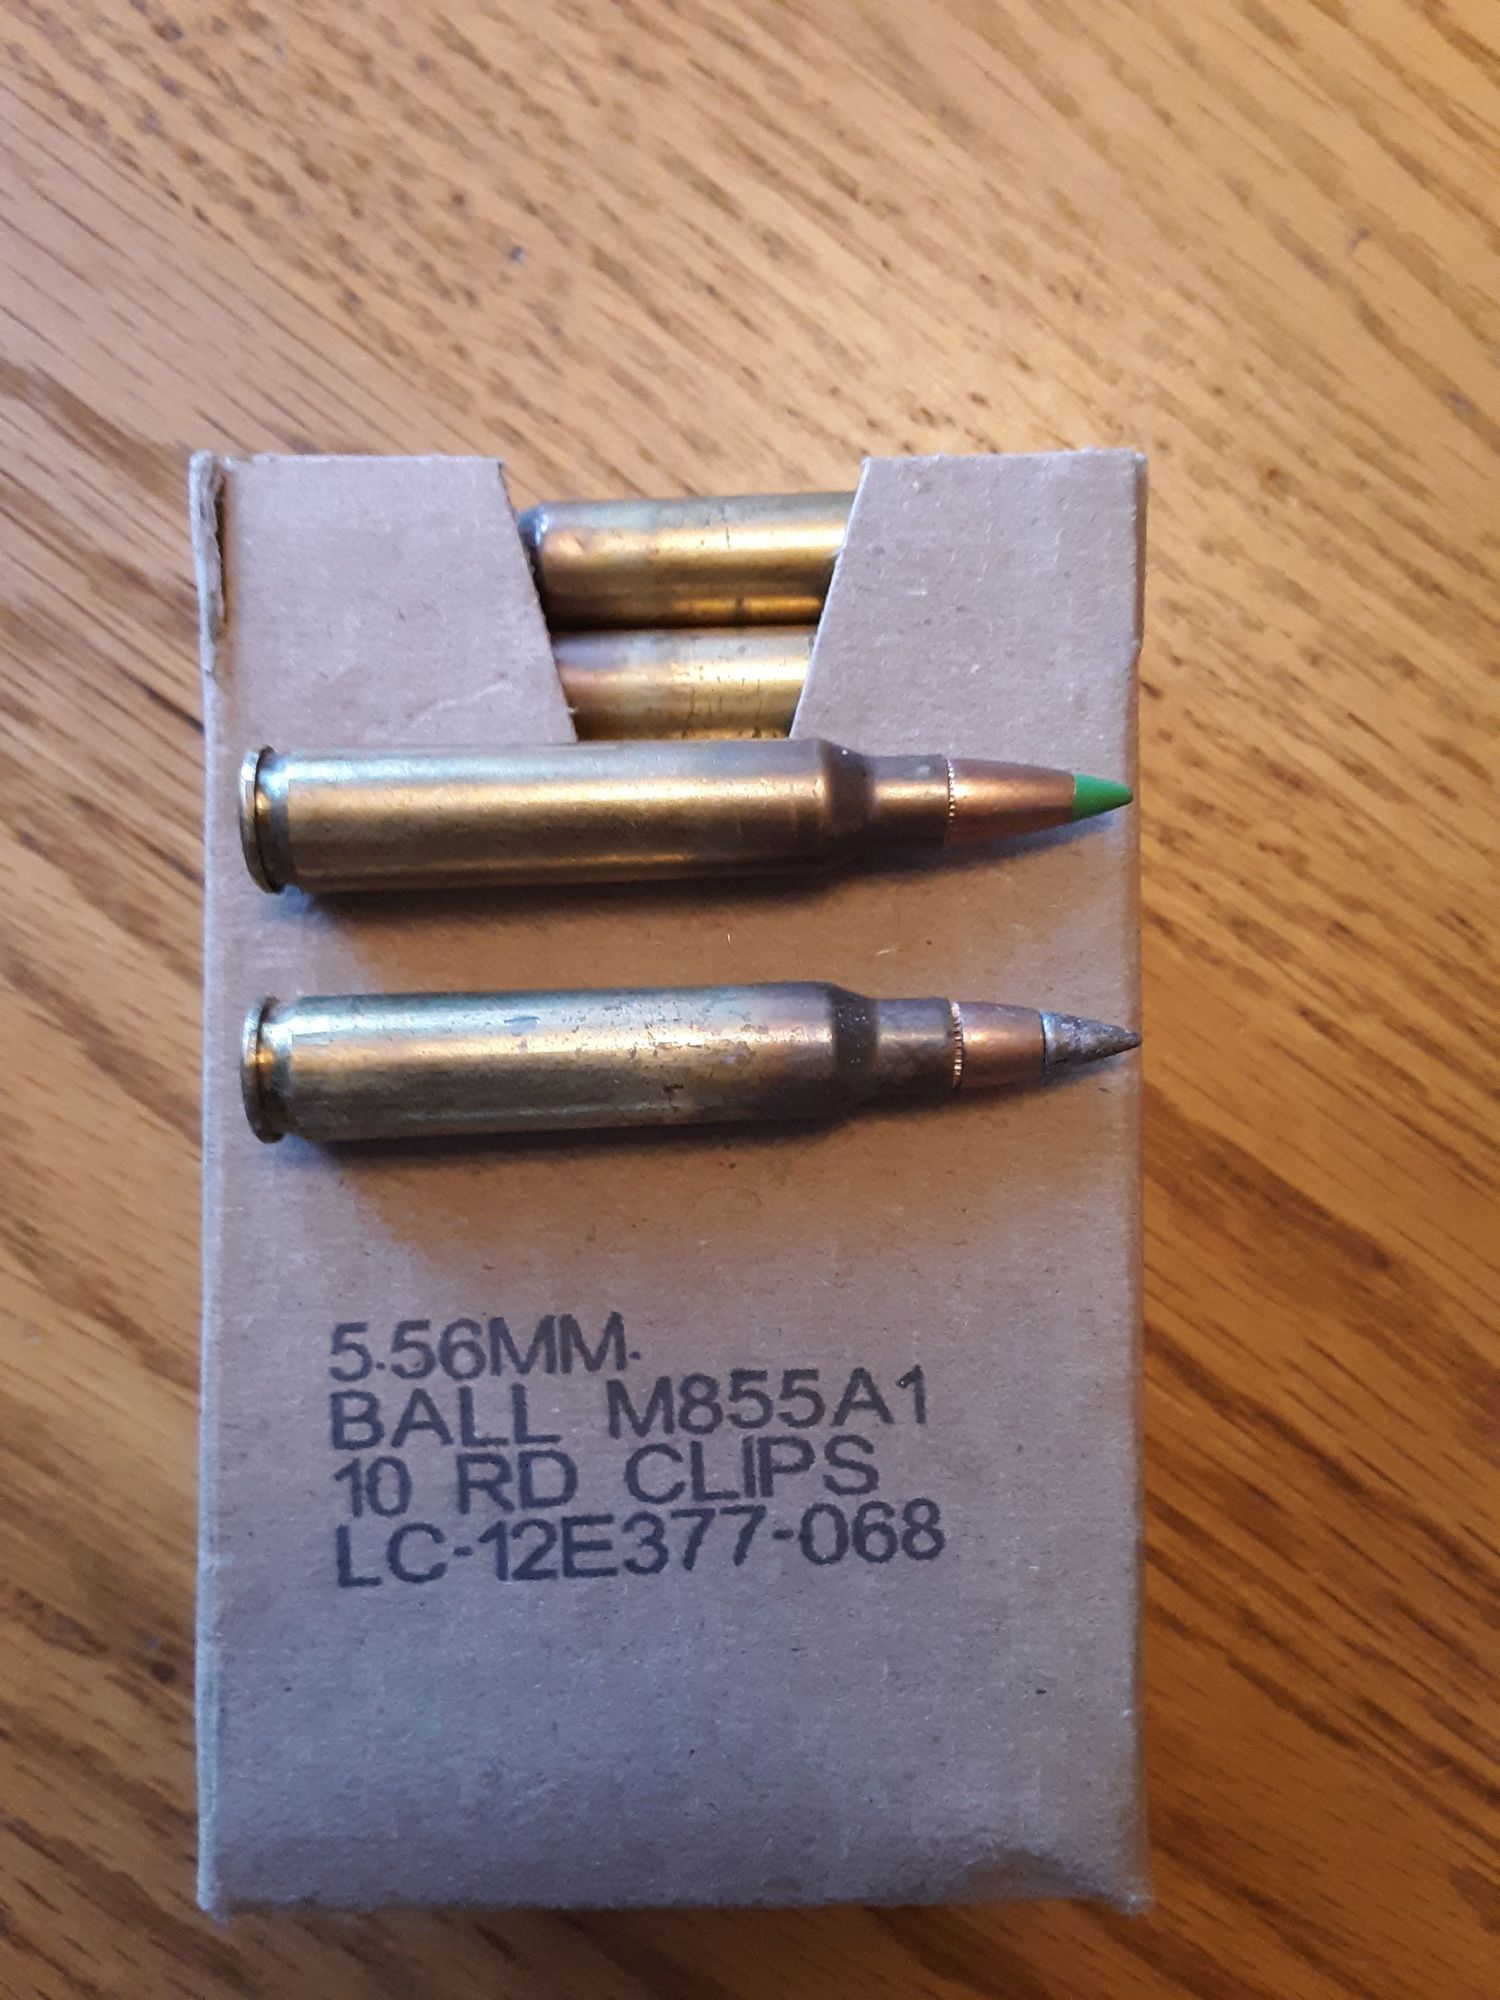 5.56MM.
BALL M855A1
10 RD CLIPS
LC-12E377-068